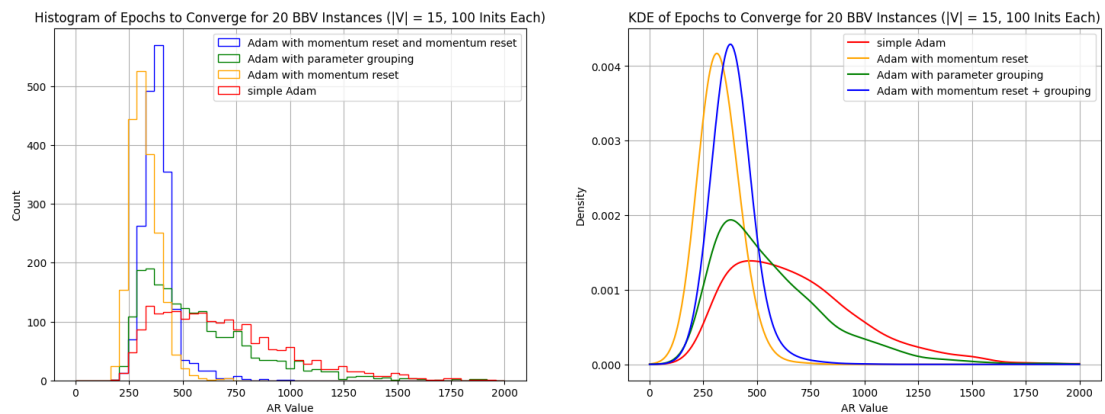 Histogram of Epochs to Converge for 20 BBV Instances (|V| = 15, 100 Inits Each)
Adam with momentum reset and momentum reset
Adam with parameter grouping
Adam with momentum reset
simple Adam
500
400
300
200
100
0
Count
0 250 500 750 1000 1250 1500 1750 2000
AR Value
KDE of Epochs to Converge for 20 BBV Instances (|V| = 15, 100 Inits Each)
simple Adam
Adam with momentum reset
Adam with parameter grouping
Adam with momentum reset + grouping
0.004
0.003
0.002
0.001
0.000
Density
0 250 500 750 1000 1250 1500 1750 2000
AR Value